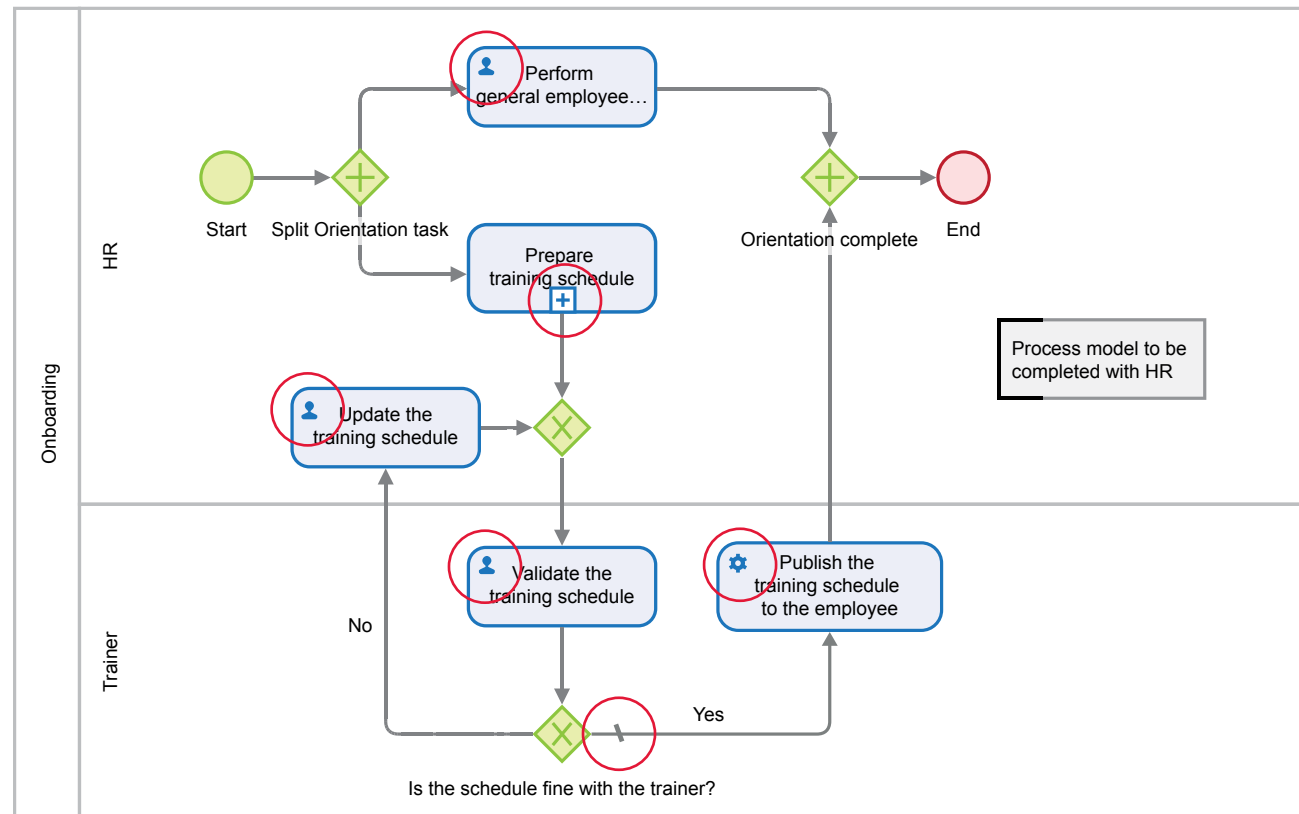 Onboarding
HR
Trainer
Perform
general employee…
Start
Split Orientation task
Orientation complete
End
Prepare
training schedule
Process model to be
completed with HR
Update the
training schedule
Validate the
training schedule
Publish the
training schedule
to the employee
No
Yes
Is the schedule fine with the trainer?